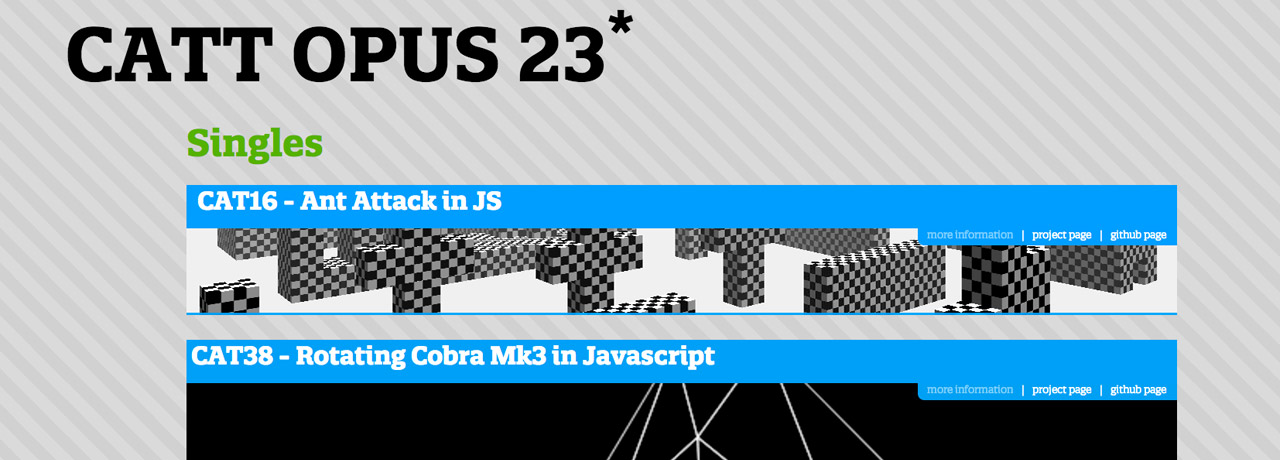 CATT OPUS 23*
Singles
CAT16 - Ant Attack in JS
more information | project page | github page
CAT38 - Rotating Cobra Mk3 in Javascript
more information | project page | github page